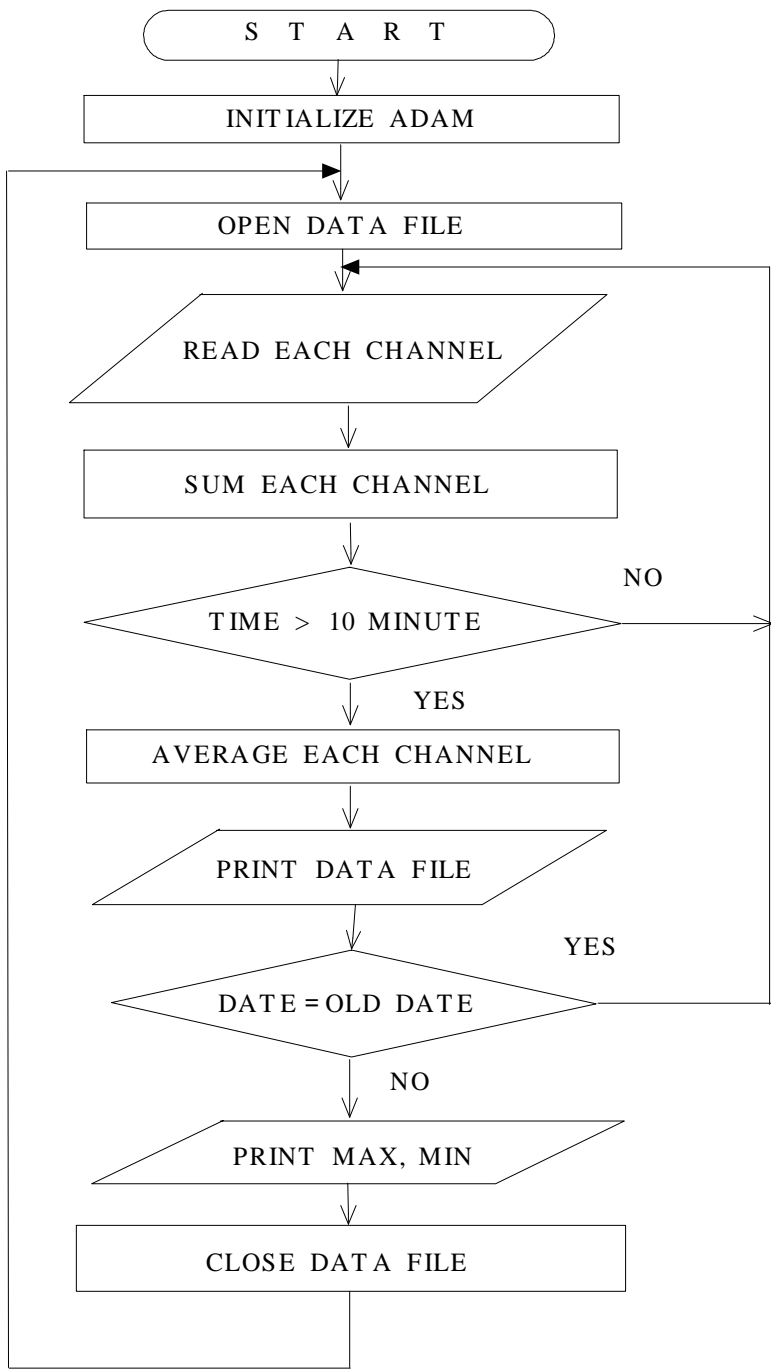 START
INITIALIZE ADAM
OPEN DATA FILE
READ EACH CHANNEL
SUM EACH CHANNEL
NO
TIME > 10 MINUTE
YES
AVERAGE EACH CHANNEL
PRINT DATA FILE
YES
DATE = OLD DATE
NO
PRINT MAX, MIN
CLOSE DATA FILE